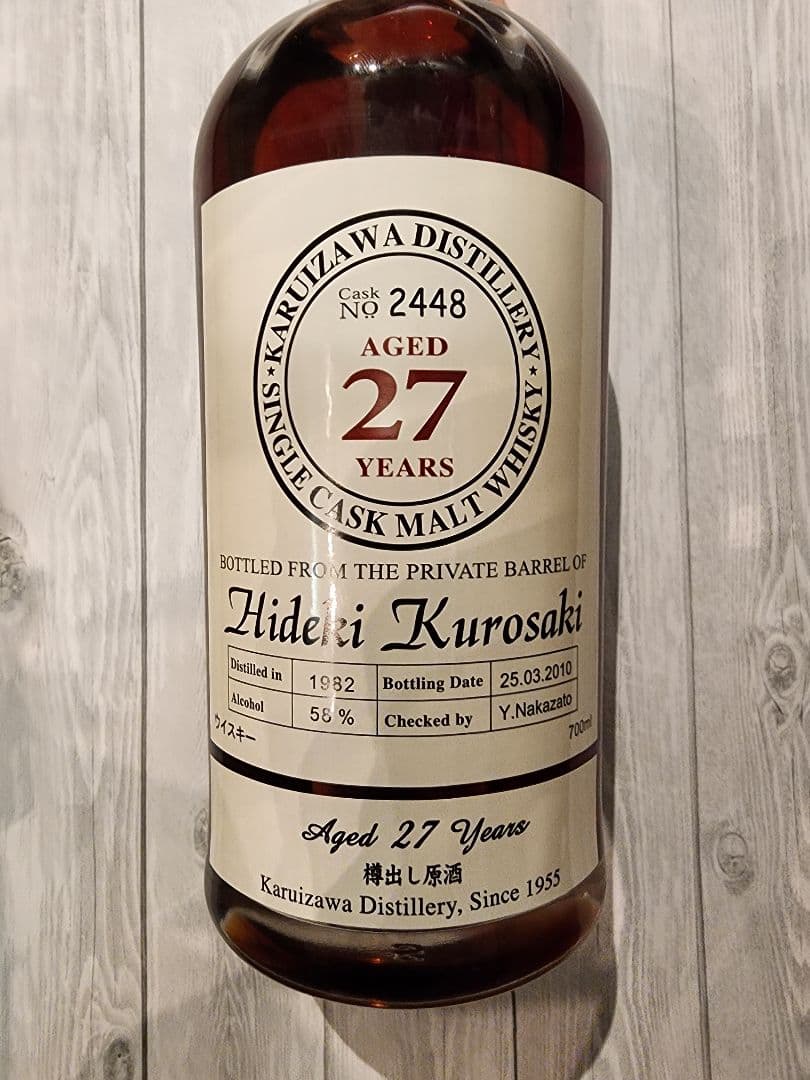 ★ KARUIZAWA DISTILLERY ★
Cask NO 2448
AGED
27
YEARS
SINGLE CASK MALT WHISKY
BOTTLED FROM THE PRIVATE BARREL OF
Hideki Kurosaki
Distilled in 1982 Bottling Date 25.03.2010
Alcohol 58 % Checked by Y.Nakazato
ウイスキー 700ml
Aged 27 Years
樽出し原酒
Karuizawa Distillery, Since 1955